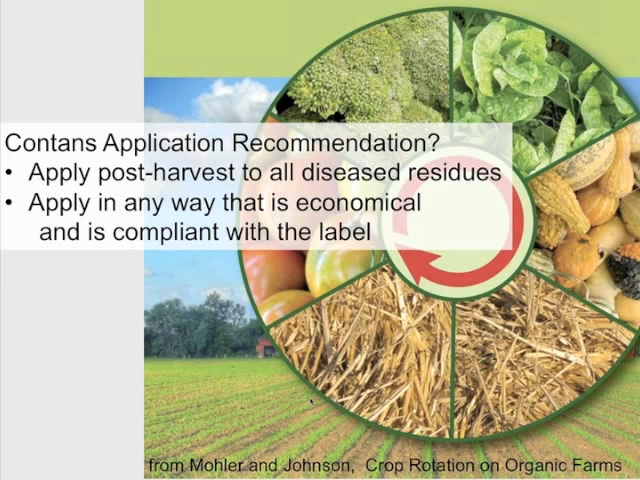 Contans Application Recommendation?
• Apply post-harvest to all diseased residues
• Apply in any way that is economical
and is compliant with the label
from Mohler and Johnson, Crop Rotation on Organic Farms